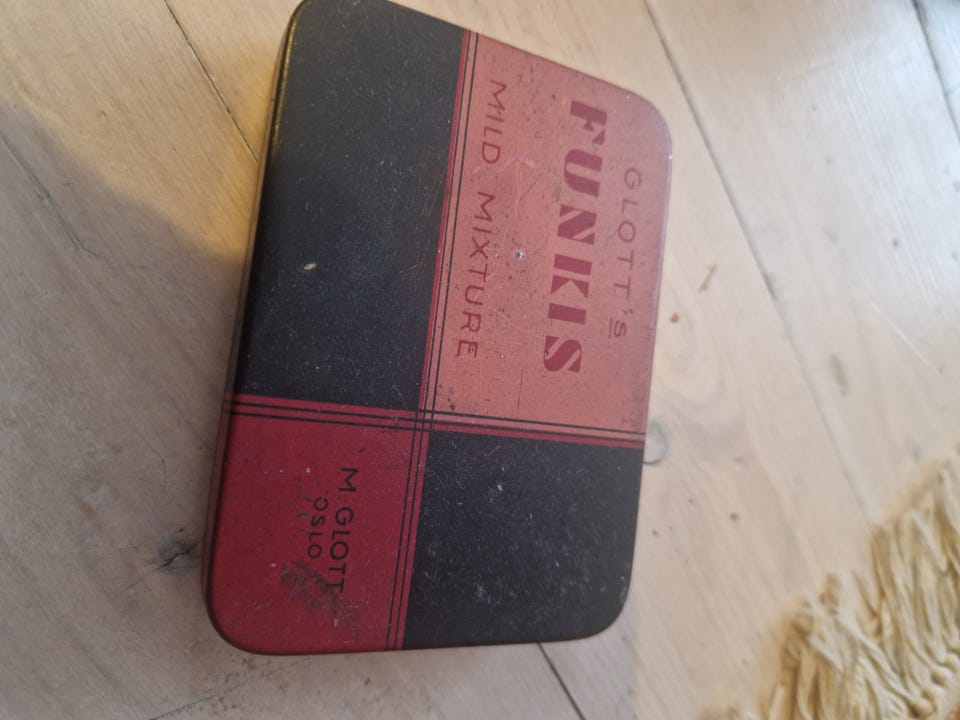 GLOTT'S
FUNKIS
MILD MIXTURE
M. GLOTT
OSLO